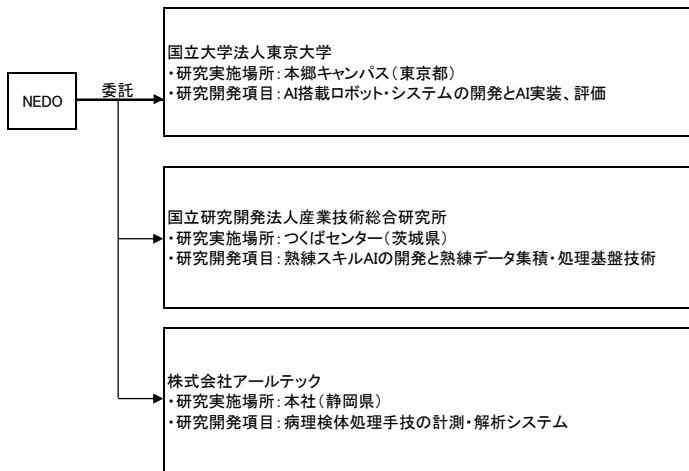 国立大学法人東京大学
・研究実施場所：本郷キャンパス（東京都）
・研究開発項目：AI搭載ロボット・システムの開発とAI実装、評価
NEDO
委託
国立研究開発法人産業技術総合研究所
・研究実施場所：つくばセンター（茨城県）
・研究開発項目：熟練スキルAIの開発と熟練データ集積・処理基盤技術
株式会社アールテック
・研究実施場所：本社（静岡県）
・研究開発項目：病理検体処理手技の計測・解析システム